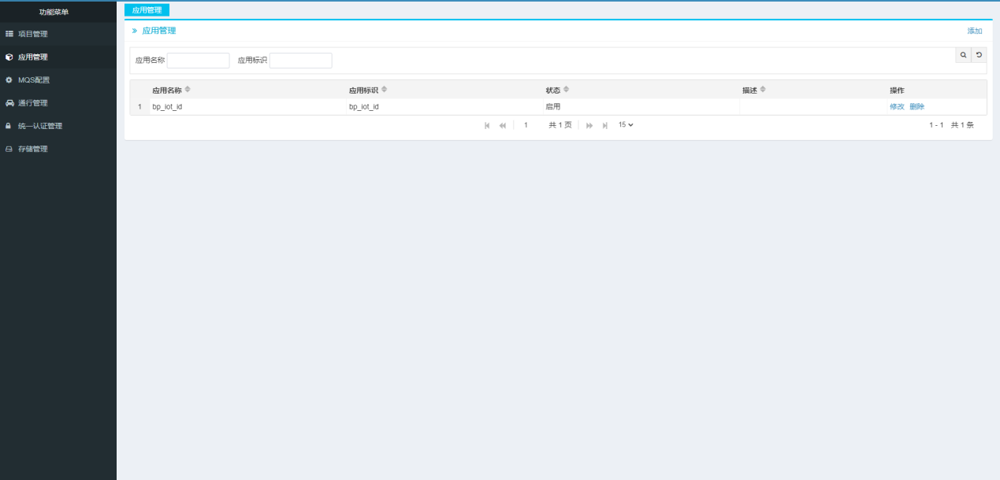 功能菜单
项目管理
应用管理
MQS配置
通行管理
统一认证管理
存储管理
应用管理
» 应用管理 添加
应用名称 应用标识
应用名称 应用标识 状态 描述 操作
1 bp_iot_id bp_iot_id 启用 修改 删除
1 共 1 页 15 1 - 1 共 1 条